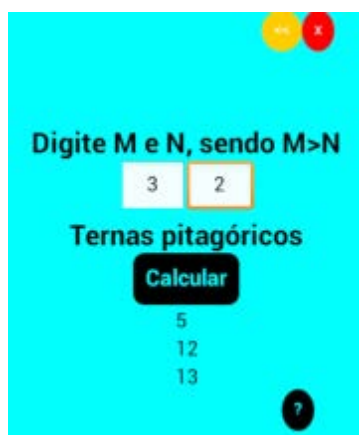 << X
Digite M e N, sendo M>N
3 2
Ternas pitagóricos
Calcular
5
12
13
?